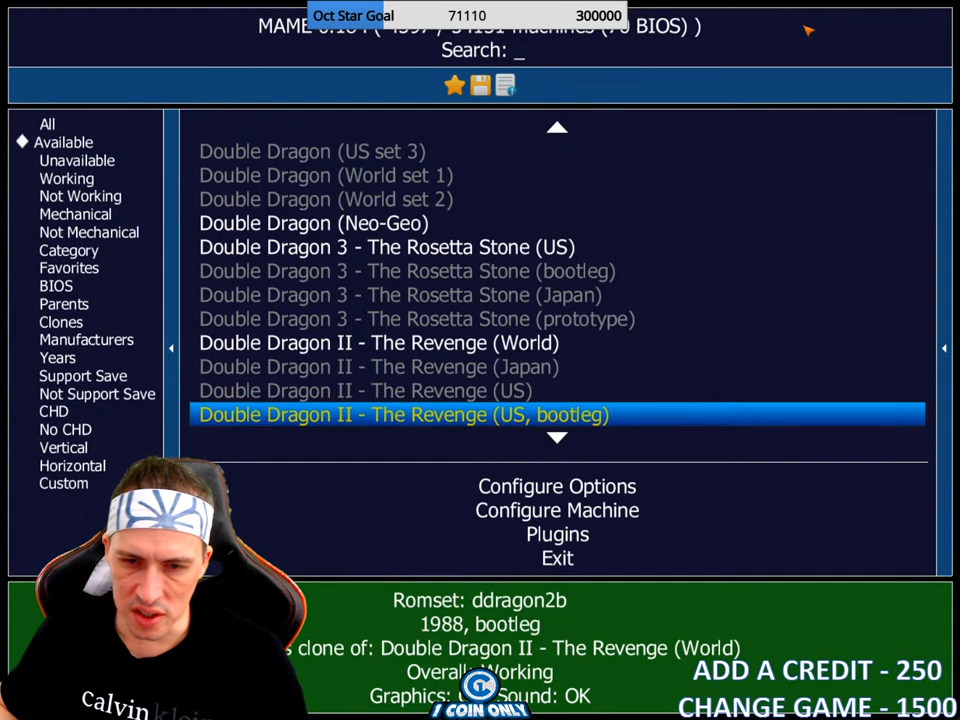 Oct Star Goal 71110 300000
Search: _
All
Available
Unavailable
Working
Not Working
Mechanical
Not Mechanical
Category
Favorites
BIOS
Parents
Clones
Manufacturers
Years
Support Save
Not Support Save
CHD
No CHD
Vertical
Horizontal
Custom
Double Dragon (US set 3)
Double Dragon (World set 1)
Double Dragon (World set 2)
Double Dragon (Neo-Geo)
Double Dragon 3 - The Rosetta Stone (US)
Double Dragon 3 - The Rosetta Stone (bootleg)
Double Dragon 3 - The Rosetta Stone (Japan)
Double Dragon 3 - The Rosetta Stone (prototype)
Double Dragon II - The Revenge (World)
Double Dragon II - The Revenge (Japan)
Double Dragon II - The Revenge (US)
Double Dragon II - The Revenge (US, bootleg)
Configure Options
Configure Machine
Plugins
Exit
Romset: ddragon2b
1988, bootleg
clone of: Double Dragon II - The Revenge (World)
Overall: Working
Graphics: Sound: OK
1 COIN ONLY
ADD A CREDIT - 250
CHANGE GAME - 1500
calvin klein